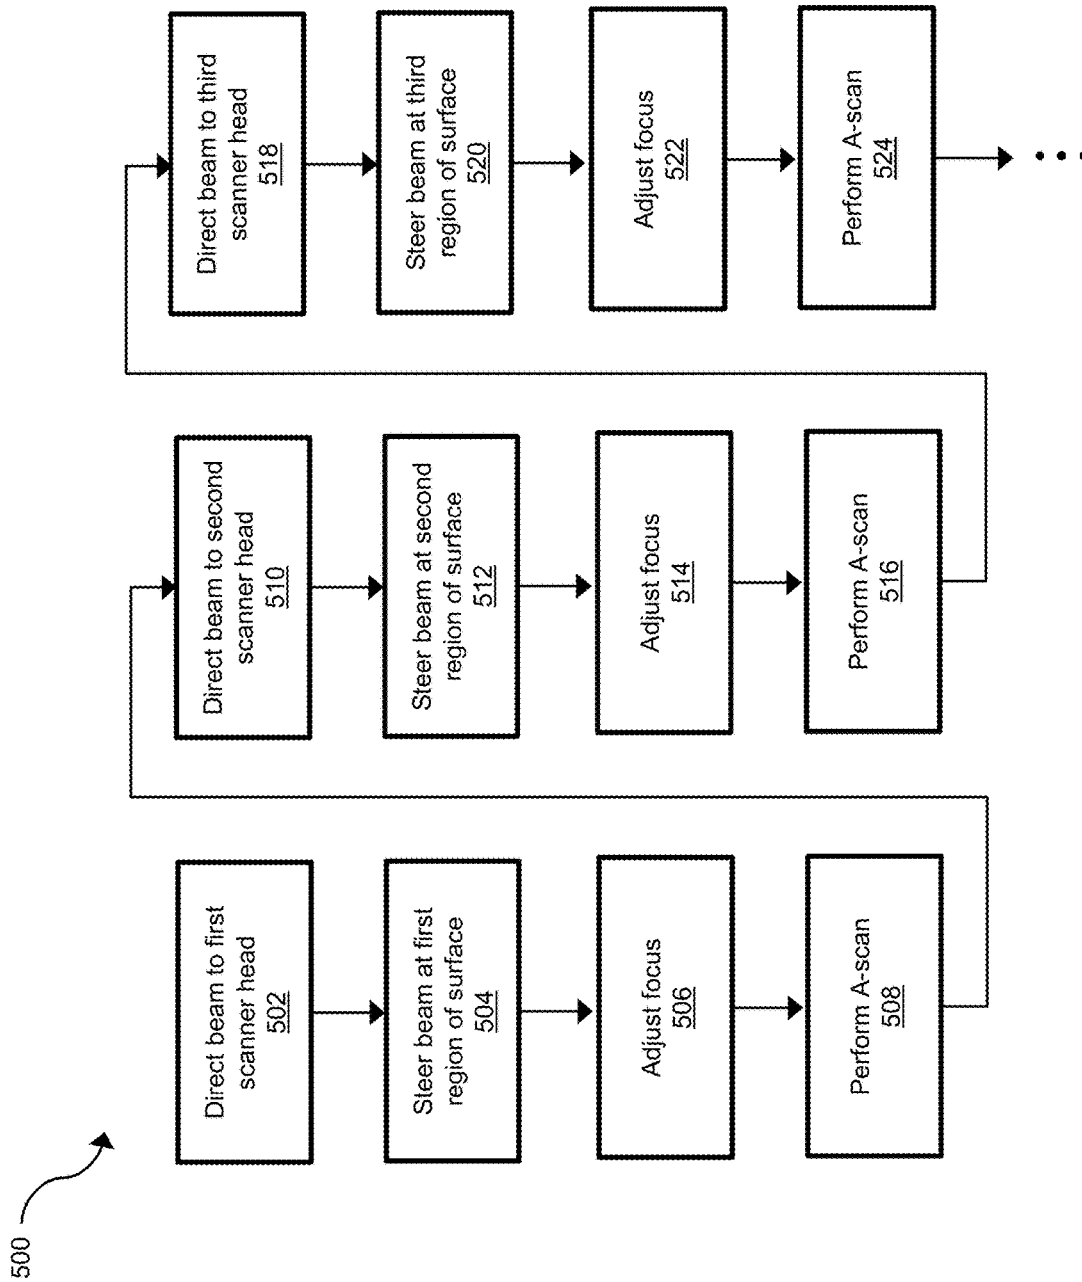 500
Direct beam to first
scanner head
502
Steer beam at first
region of surface
504
Adjust focus
506
Perform A-scan
508
Direct beam to second
scanner head
510
Steer beam at second
region of surface
512
Adjust focus
514
Perform A-scan
516
Direct beam to third
scanner head
518
Steer beam at third
region of surface
520
Adjust focus
522
Perform A-scan
524